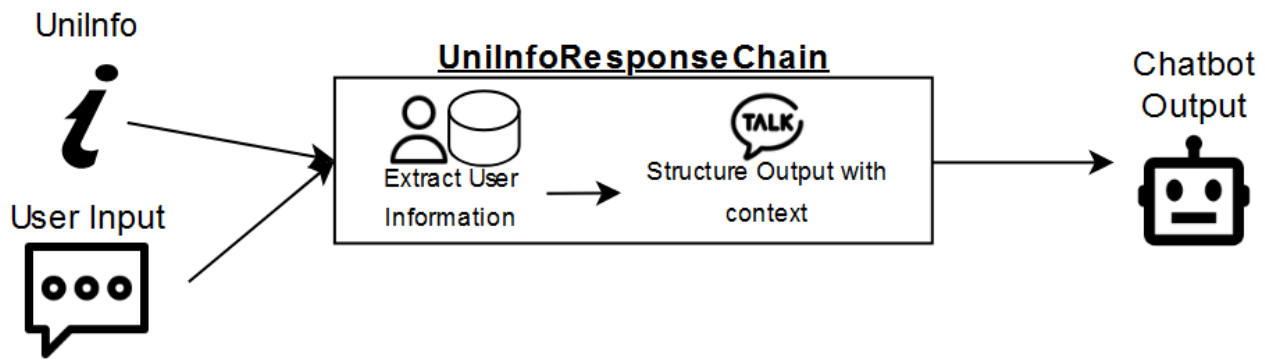 UniInfo
User Input
UniInfoResponseChain
Extract User
Information
TALK
Structure Output with
context
Chatbot
Output